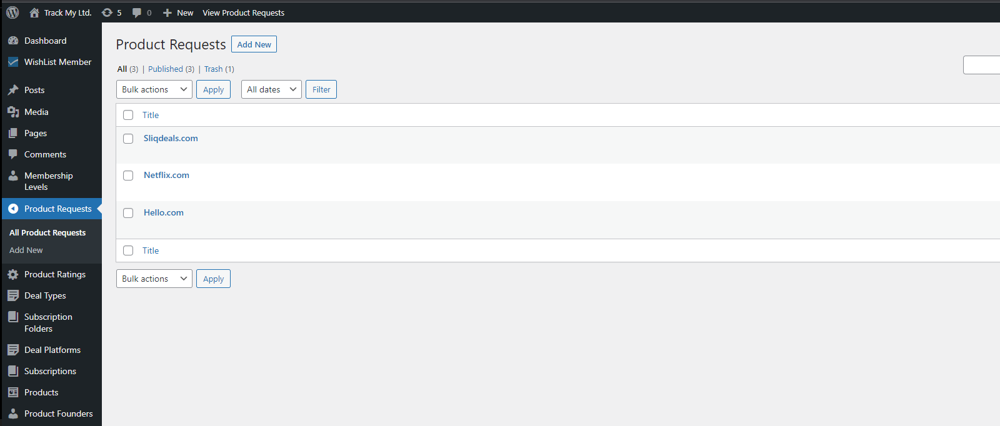 Track My Ltd. 5 0 New View Product Requests
Dashboard
WishList Member
Posts
Media
Pages
Comments
Membership
Levels
Product Requests
All Product Requests
Add New
Product Ratings
Deal Types
Subscription
Folders
Deal Platforms
Subscriptions
Products
Product Founders
Product Requests Add New
All (3) | Published (3) | Trash (1)
Bulk actions Apply All dates Filter
Title
Sliqdeals.com
Netflix.com
Hello.com
Title
Bulk actions Apply